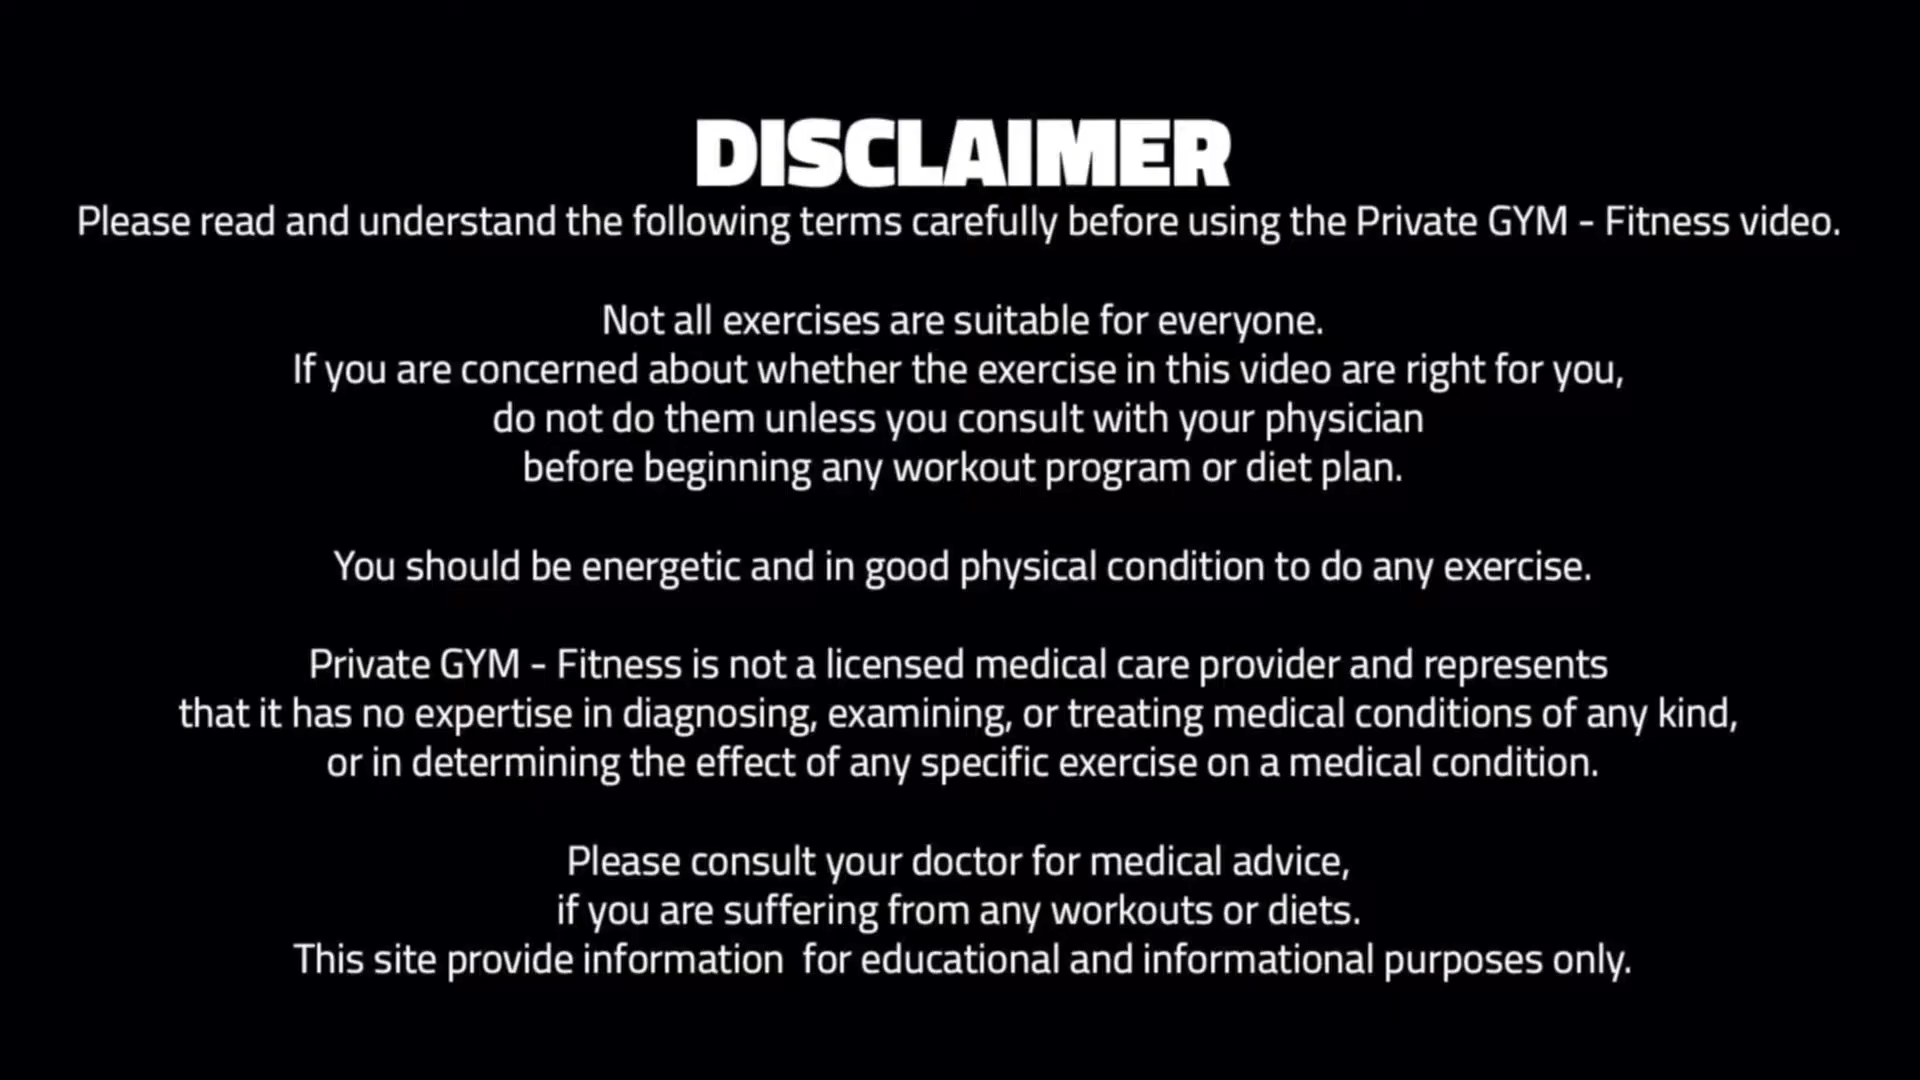 DISCLAIMER
Please read and understand the following terms carefully before using the Private GYM - Fitness video.
Not all exercises are suitable for everyone.
If you are concerned about whether the exercise in this video are right for you,
do not do them unless you consult with your physician
before beginning any workout program or diet plan.
You should be energetic and in good physical condition to do any exercise.
Private GYM - Fitness is not a licensed medical care provider and represents
that it has no expertise in diagnosing, examining, or treating medical conditions of any kind,
or in determining the effect of any specific exercise on a medical condition.
Please consult your doctor for medical advice,
if you are suffering from any workouts or diets.
This site provide information  for educational and informational purposes only.